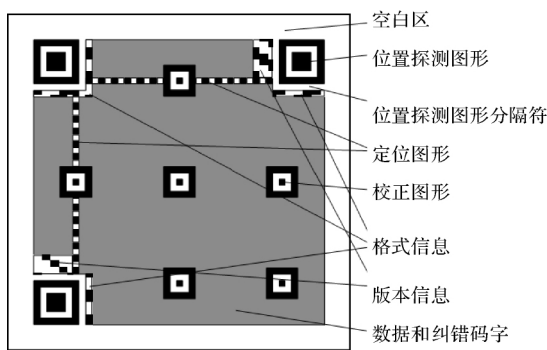 空白区
位置探测图形
位置探测图形分隔符
定位图形
校正图形
格式信息
版本信息
数据和纠错码字